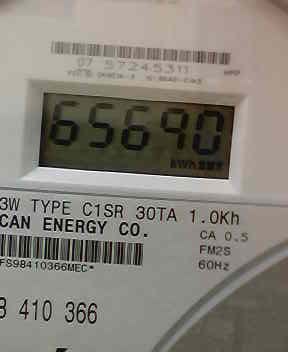 07 57245311
65690
kWh
3W TYPE C1SR 30TA 1.0Kh
CAN ENERGY CO.
CA 0.5
FM2S
FS98410366MEC*
60Hz
410 366